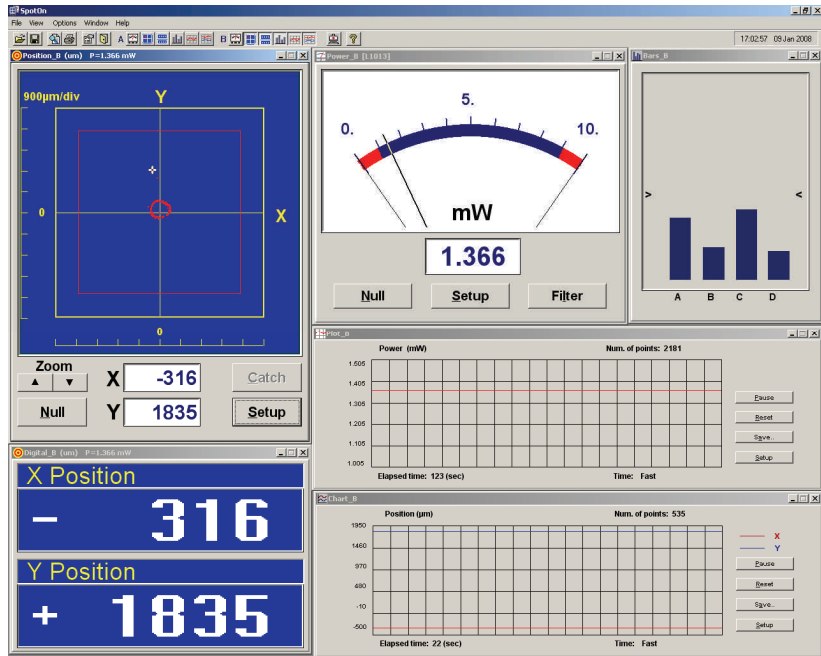 SpotOn
File View Options Window Help
A B 17:02:57 09 Jan 2008
Position_B (um) P=1.366 mW
900µm/div
Y
0
X
0
Zoom
▲ ▼
X -316 Catch
Null Y 1835 Setup
Digital_B (um) P=1.366 mW
X Position
- 316
Y Position
+ 1835
Power_B [L1013]
0. 5. 10.
mW
1.366
Null Setup Filter
Bars_B
> <
A B C D
Plot_B
Power (mW) Num. of points: 2181
1.505
1.405
1.305
1.205
1.105
1.005
Elapsed time: 123 (sec) Time: Fast
Pause
Reset
Save..
Setup
Chart_B
Position (µm) Num. of points: 535
1950
1460
970
480
-10
-500
Elapsed time: 22 (sec) Time: Fast
X
Y
Pause
Reset
Save..
Setup